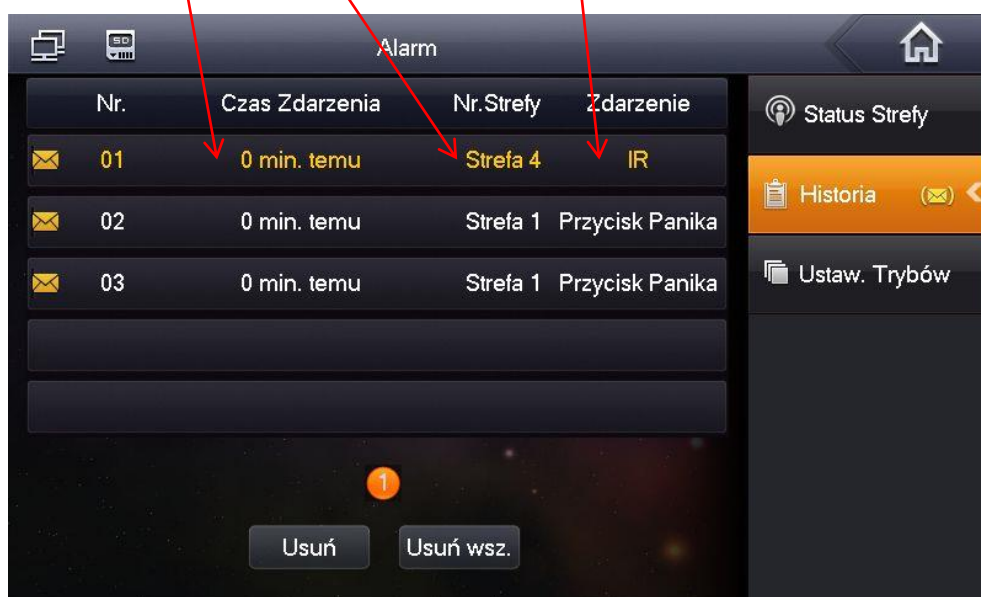 SD
Alarm
Nr. Czas Zdarzenia Nr.Strefy Zdarzenie
01 0 min. temu Strefa 4 IR
02 0 min. temu Strefa 1 Przycisk Panika
03 0 min. temu Strefa 1 Przycisk Panika
1
Usuń Usuń wsz.
Status Strefy
Historia
Ustaw. Trybów